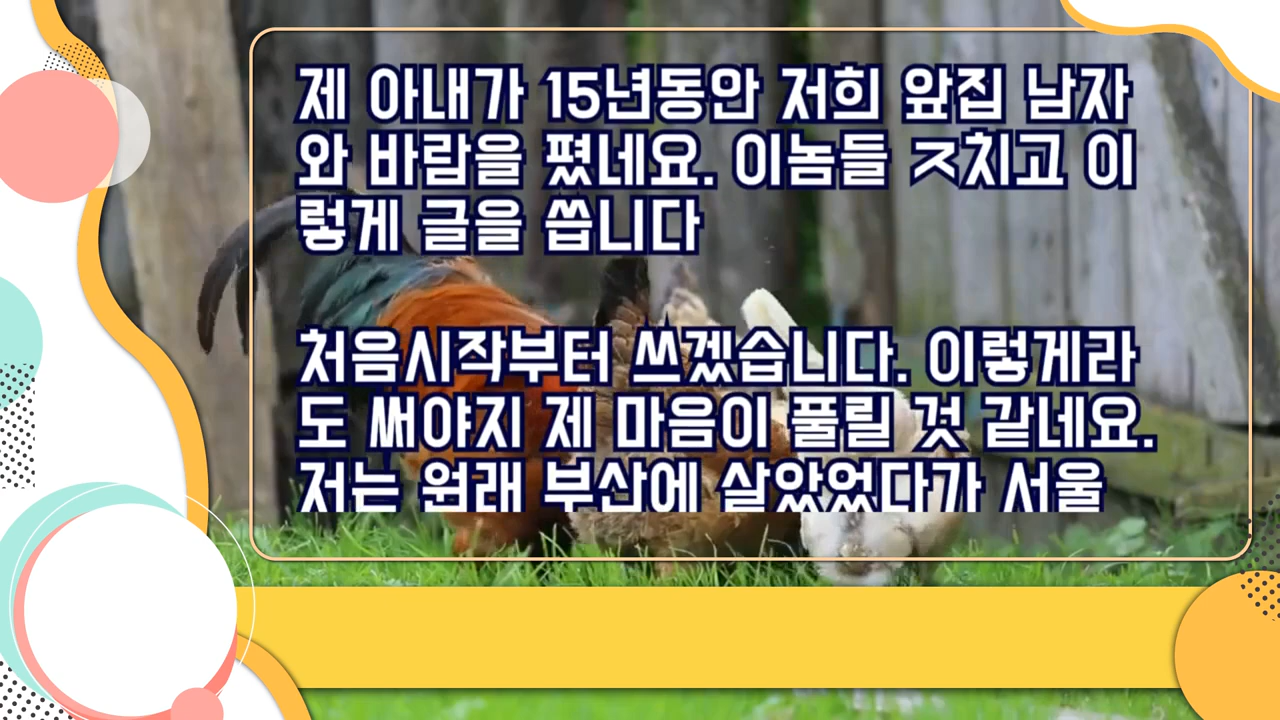 제 아내가 15년동안 저희 앞집 남자
와 바람을 폈네요. 이놈들 ㅈ치고 이
렇게 글을 씁니다
처음시작부터 쓰겠습니다. 이렇게라
도 써야지 제 마음이 풀릴 것 같네요.
저는 원래 부산에 살았었다가 서울